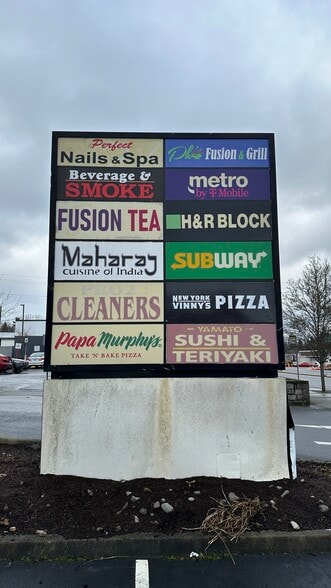 Perfect
Nails & Spa
Pho Fusion & Grill
Beverage &
SMOKE
metro
by T Mobile
FUSION TEA
H&R BLOCK
Maharaj
cuisine of India
SUBWAY
PROZ
CLEANERS
NEW YORK
VINNY'S PIZZA
Papa Murphy's
TAKE 'N' BAKE PIZZA
YAMATO
SUSHI &
TERIYAKI